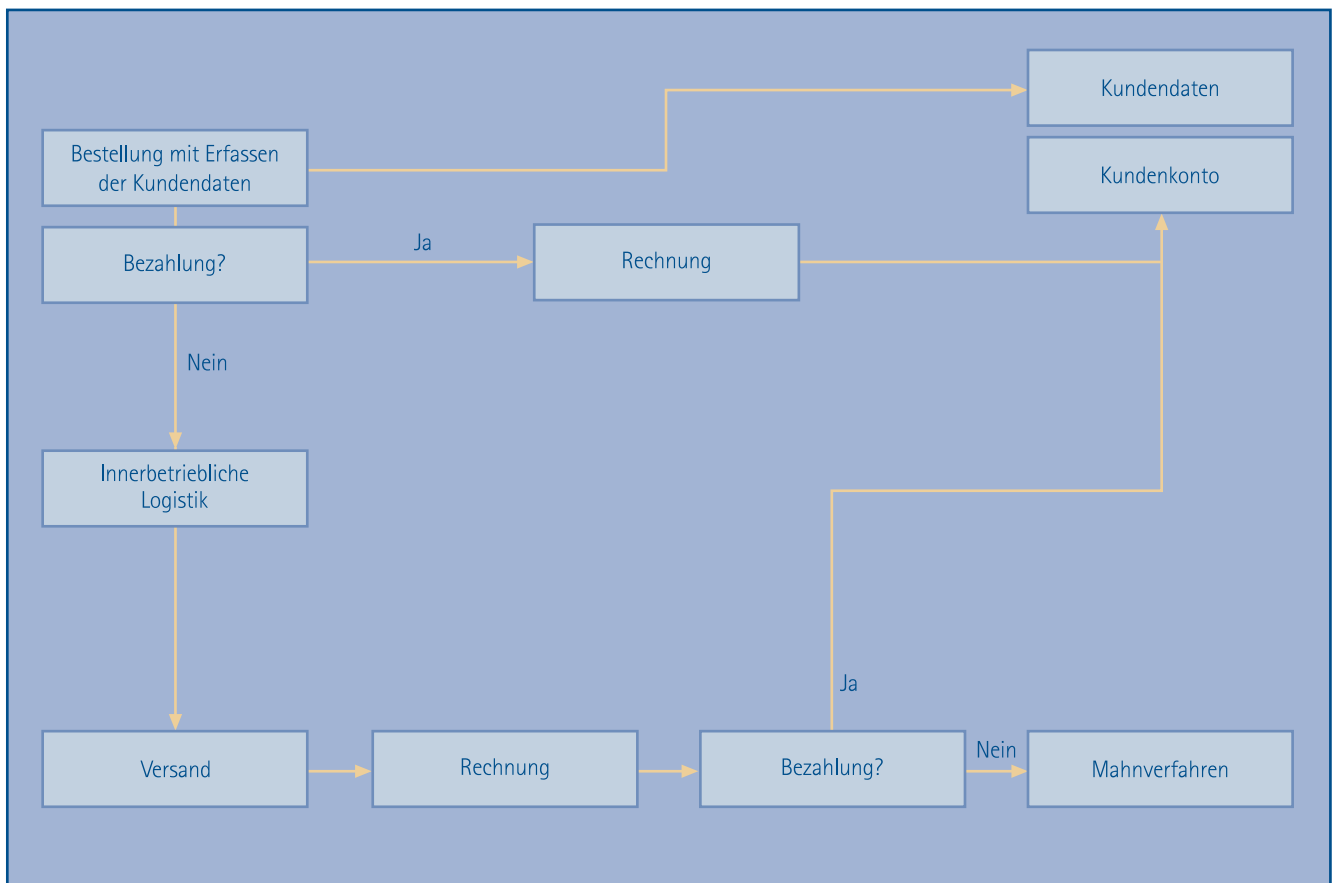 Kundendaten
Bestellung mit Erfassen
der Kundendaten
Kundenkonto
Bezahlung?
Ja
Rechnung
Nein
Innerbetriebliche
Logistik
Ja
Versand
Rechnung
Bezahlung?
Nein
Mahnverfahren